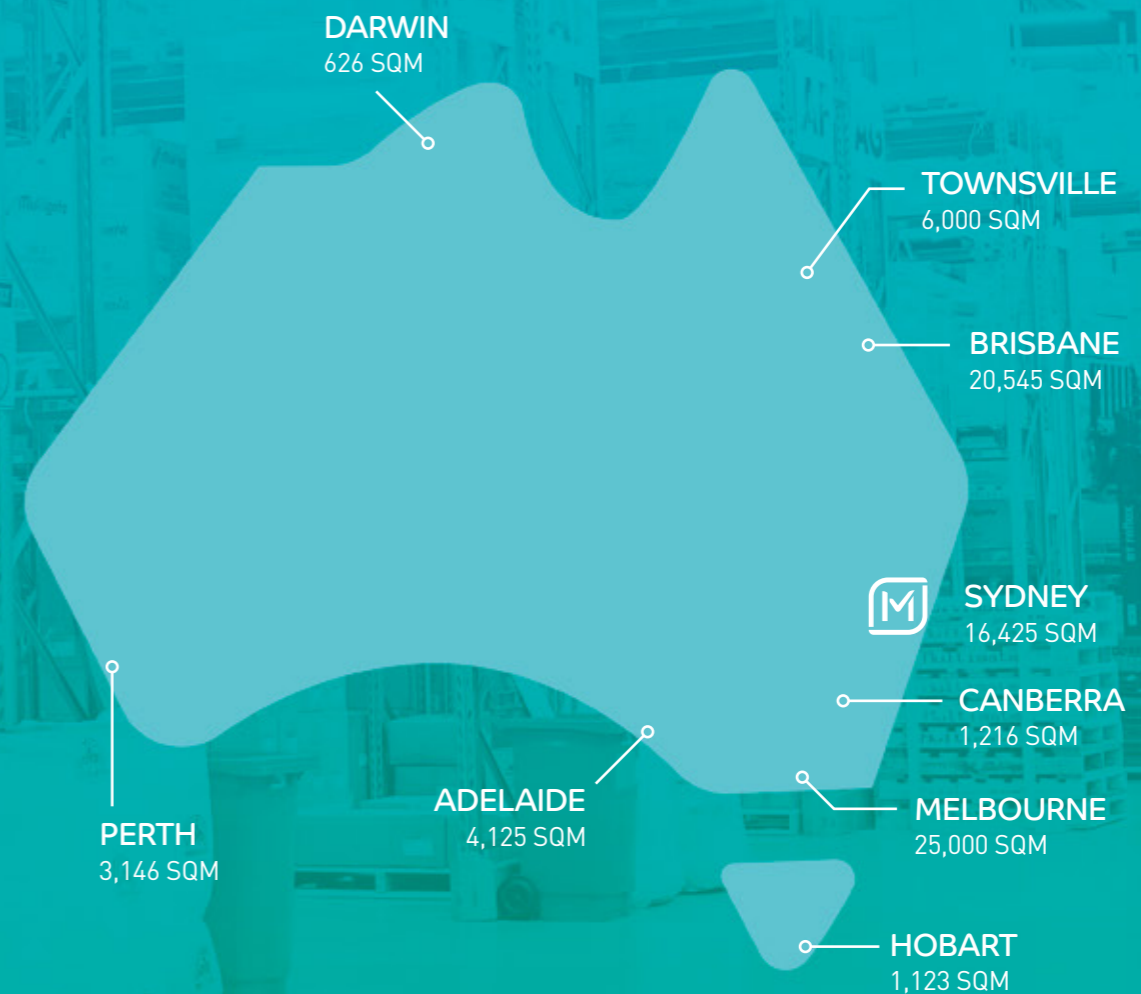 DARWIN
626 SQM
TOWNSVILLE
6,000 SQM
BRISBANE
20,545 SQM
SYDNEY
16,425 SQM
CANBERRA
1,216 SQM
MELBOURNE
25,000 SQM
ADELAIDE
4,125 SQM
PERTH
3,146 SQM
HOBART
1,123 SQM